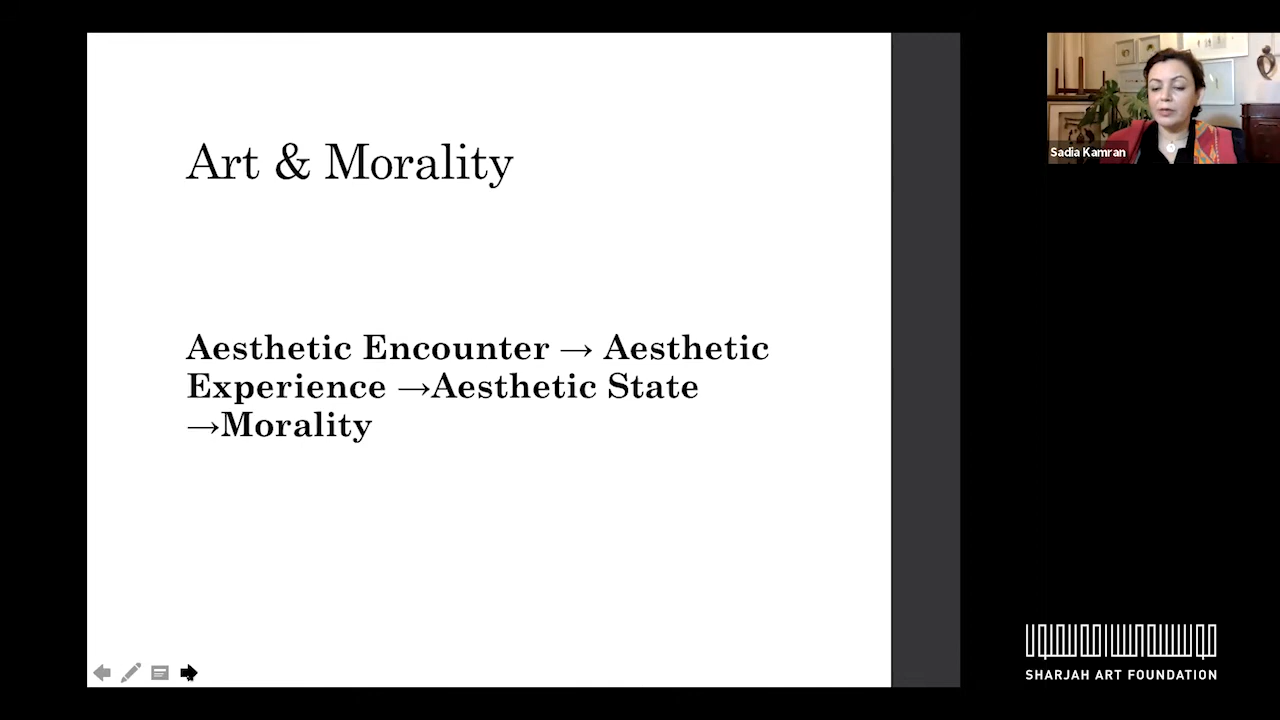 Art & Morality
Aesthetic Encounter → Aesthetic
Experience →Aesthetic State
→Morality
Sadia Kamran
SHARJAH ART FOUNDATION